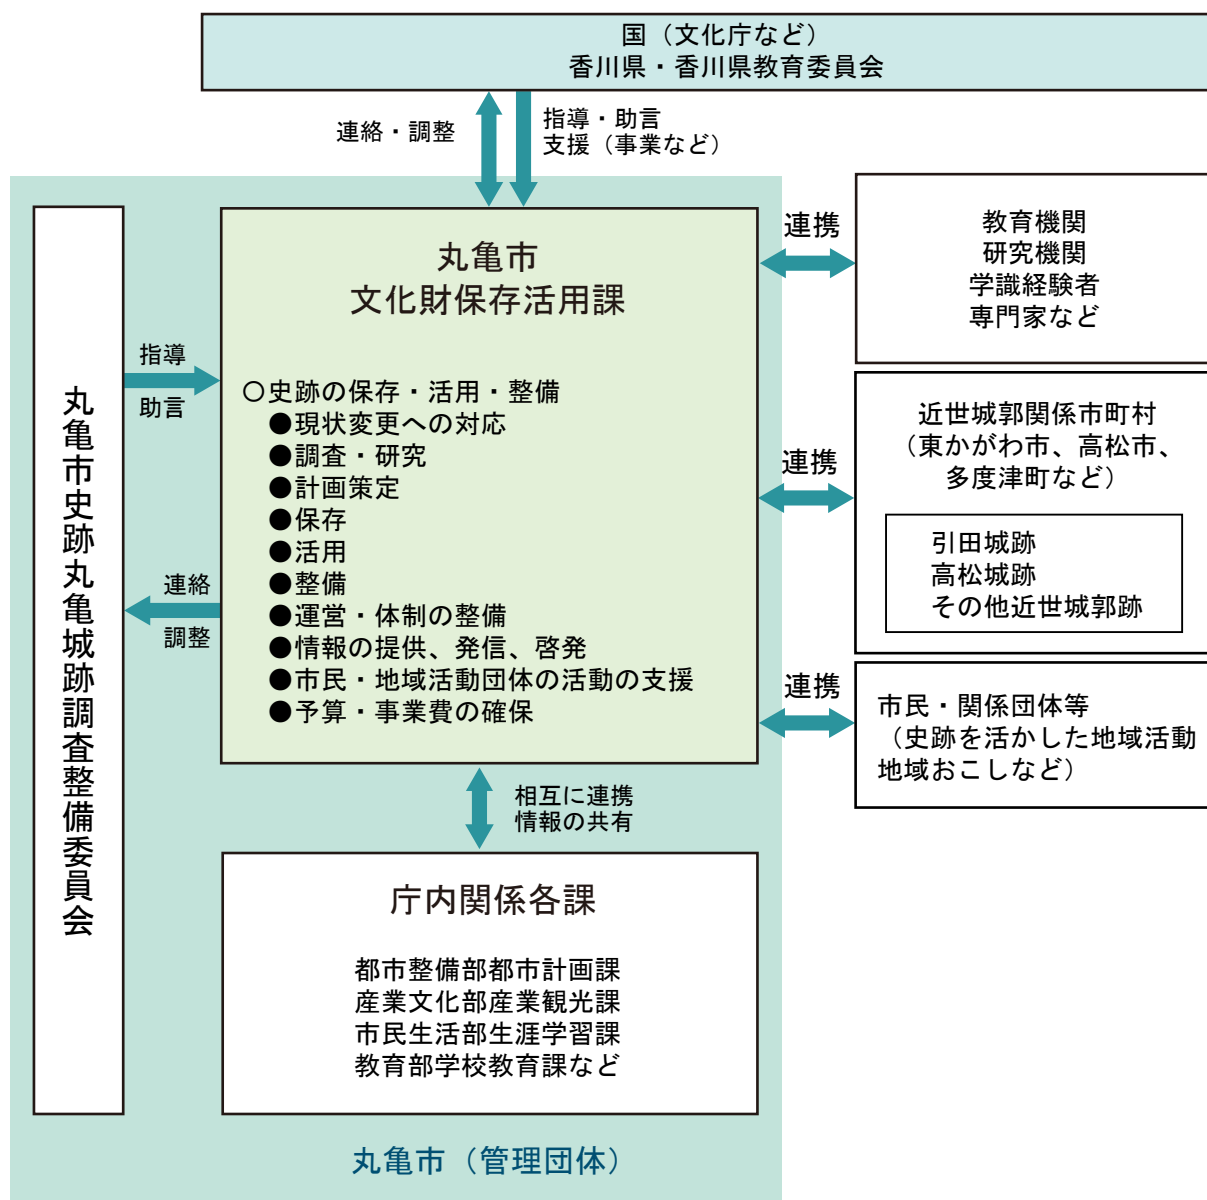 国（文化庁など）
香川県・香川県教育委員会
連絡・調整
指導・助言
支援（事業など）
丸亀市史跡丸亀城跡調査整備委員会
指導
助言
連絡
調整
丸亀市
文化財保存活用課
〇史跡の保存・活用・整備
●現状変更への対応
●調査・研究
●計画策定
●保存
●活用
●整備
●運営・体制の整備
●情報の提供、発信、啓発
●市民・地域活動団体の活動の支援
●予算・事業費の確保
連携
教育機関
研究機関
学識経験者
専門家など
連携
近世城郭関係市町村
（東かがわ市、高松市、
多度津町など）
引田城跡
高松城跡
その他近世城郭跡
連携
市民・関係団体等
（史跡を活かした地域活動
地域おこしなど）
相互に連携
情報の共有
庁内関係各課
都市整備部都市計画課
産業文化部産業観光課
市民生活部生涯学習課
教育部学校教育課など
丸亀市（管理団体）